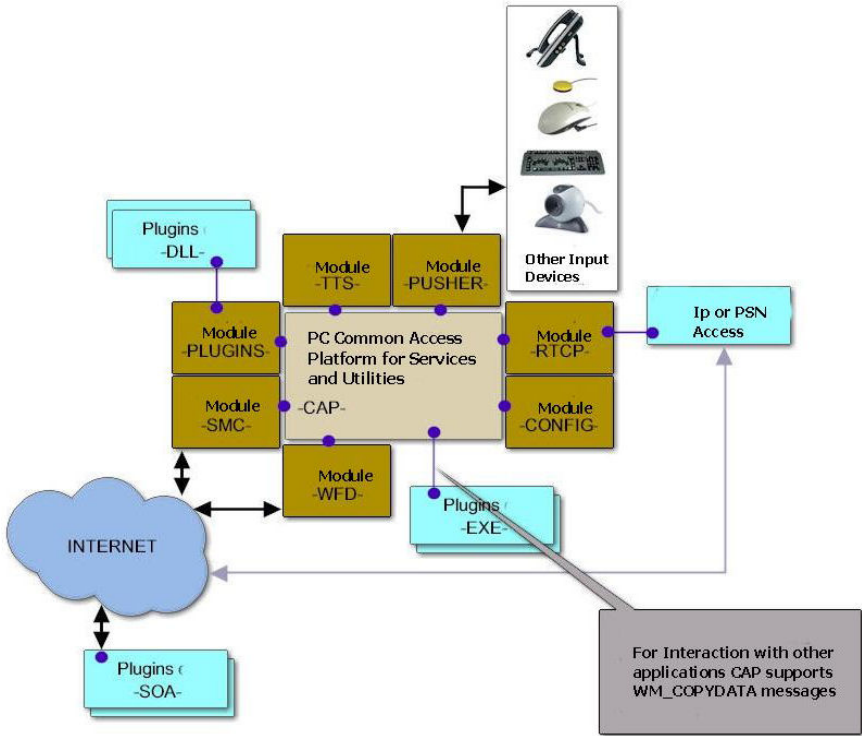 Other Input
Devices
Plugins
-DLL-
Module
-TTS-
Module
-PUSHER-
Module
-PLUGINS-
PC Common Access
Platform for Services
and Utilities
-CAP-
Module
-RTCP-
Ip or PSN
Access
Module
-SMC-
Module
-CONFIG-
Module
-WFD-
Plugins
-EXE-
INTERNET
Plugins
-SOA-
For Interaction with other
applications CAP supports
WM_COPYDATA messages